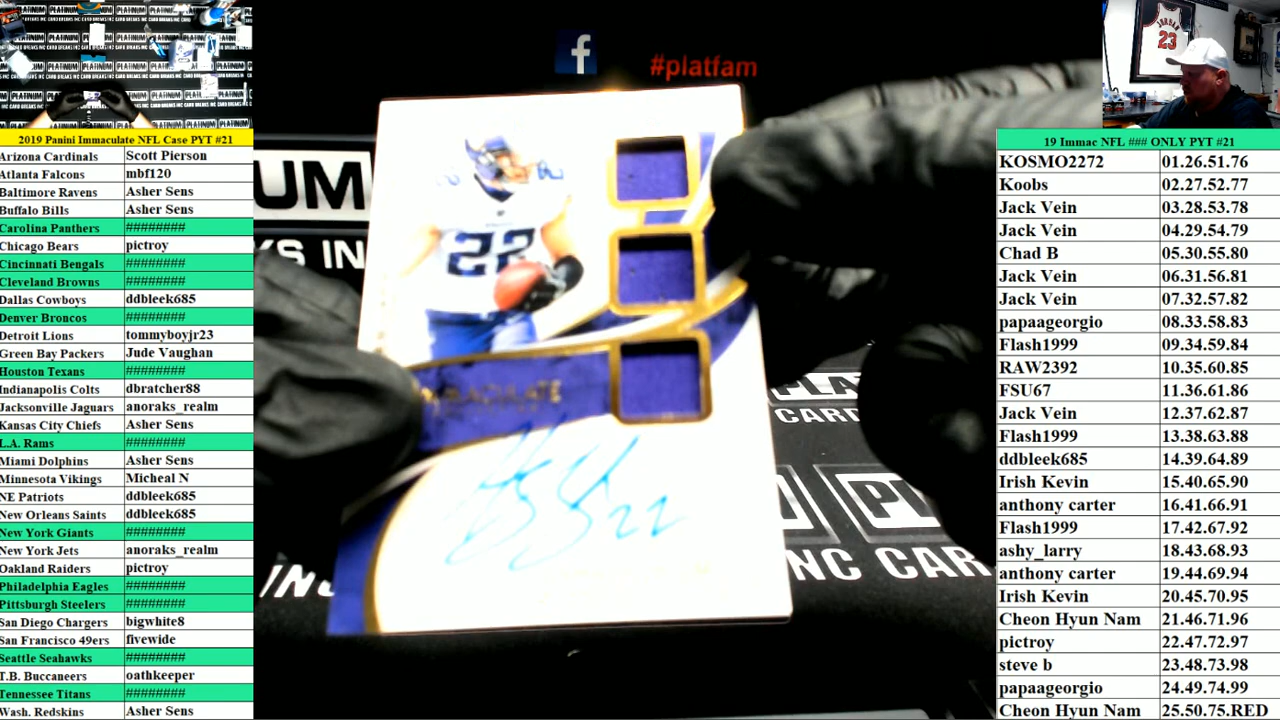 #platfam
2019 Panini Immaculate NFL Case PYT #21
Arizona Cardinals Scott Pierson
Atlanta Falcons mbf120
Baltimore Ravens Asher Sens
Buffalo Bills Asher Sens
Carolina Panthers ########
Chicago Bears pictroy
Cincinnati Bengals ########
Cleveland Browns ########
Dallas Cowboys ddbleek685
Denver Broncos ########
Detroit Lions tommyboyjr23
Green Bay Packers Jude Vaughan
Houston Texans ########
Indianapolis Colts dbratcher88
Jacksonville Jaguars anoraks_realm
Kansas City Chiefs Asher Sens
L.A. Rams ########
Miami Dolphins Asher Sens
Minnesota Vikings Micheal N
NE Patriots ddbleek685
New Orleans Saints ddbleek685
New York Giants ########
New York Jets anoraks_realm
Oakland Raiders pictroy
Philadelphia Eagles ########
Pittsburgh Steelers ########
San Diego Chargers bigwhite8
San Francisco 49ers fivewide
Seattle Seahawks ########
T.B. Buccaneers oathkeeper
Tennessee Titans ########
Wash. Redskins Asher Sens
22
IMMACULATE
22
JORDAN
23
19 Immac NFL ### ONLY PYT #21
KOSMO2272 01.26.51.76
Koobs 02.27.52.77
Jack Vein 03.28.53.78
Jack Vein 04.29.54.79
Chad B 05.30.55.80
Jack Vein 06.31.56.81
Jack Vein 07.32.57.82
papaageorgio 08.33.58.83
Flash1999 09.34.59.84
RAW2392 10.35.60.85
FSU67 11.36.61.86
Jack Vein 12.37.62.87
Flash1999 13.38.63.88
ddbleek685 14.39.64.89
Irish Kevin 15.40.65.90
anthony carter 16.41.66.91
Flash1999 17.42.67.92
ashy_larry 18.43.68.93
anthony carter 19.44.69.94
Irish Kevin 20.45.70.95
Cheon Hyun Nam 21.46.71.96
pictroy 22.47.72.97
steve b 23.48.73.98
papaageorgio 24.49.74.99
Cheon Hyun Nam 25.50.75.RED